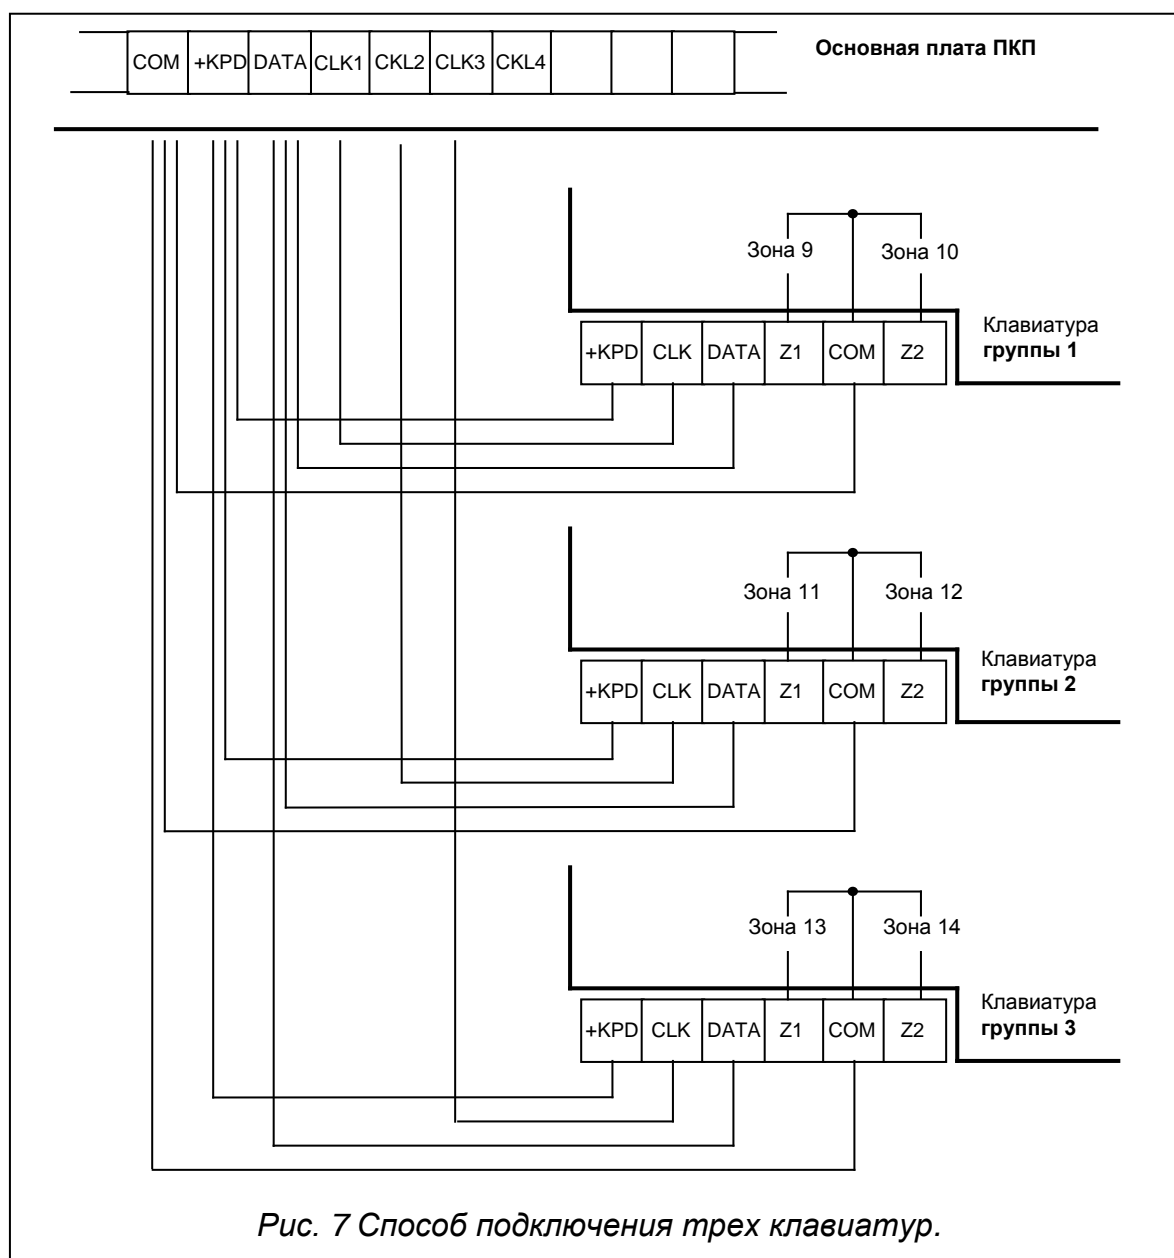 Основная плата ПКП
COM +KPD DATA CLK1 CKL2 CLK3 CKL4
Зона 9 Зона 10
Клавиатура
группы 1
+KPD CLK DATA Z1 COM Z2
Зона 11 Зона 12
Клавиатура
группы 2
+KPD CLK DATA Z1 COM Z2
Зона 13 Зона 14
Клавиатура
группы 3
+KPD CLK DATA Z1 COM Z2
Рис. 7 Способ подключения трех клавиатур.